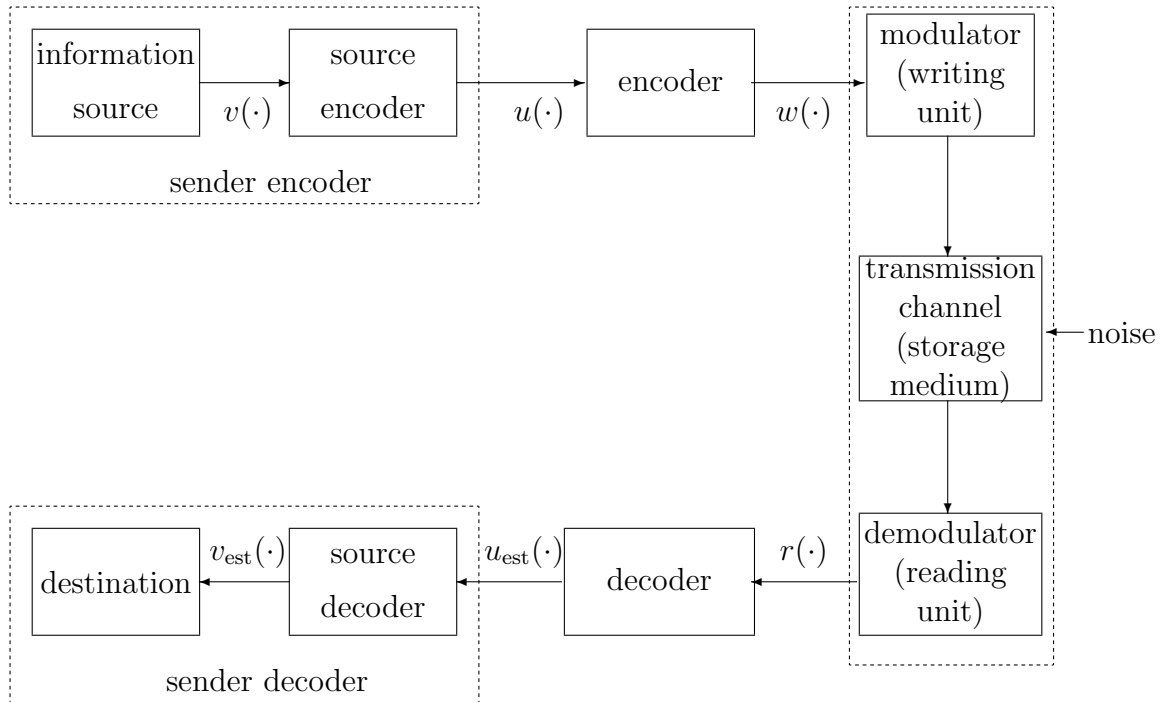 information
source
v(·)
source
encoder
u(·)
encoder
w(·)
modulator
(writing
unit)
sender encoder
transmission
channel
(storage
medium)
noise
destination
v_est(·)
source
decoder
u_est(·)
decoder
r(·)
demodulator
(reading
unit)
sender decoder